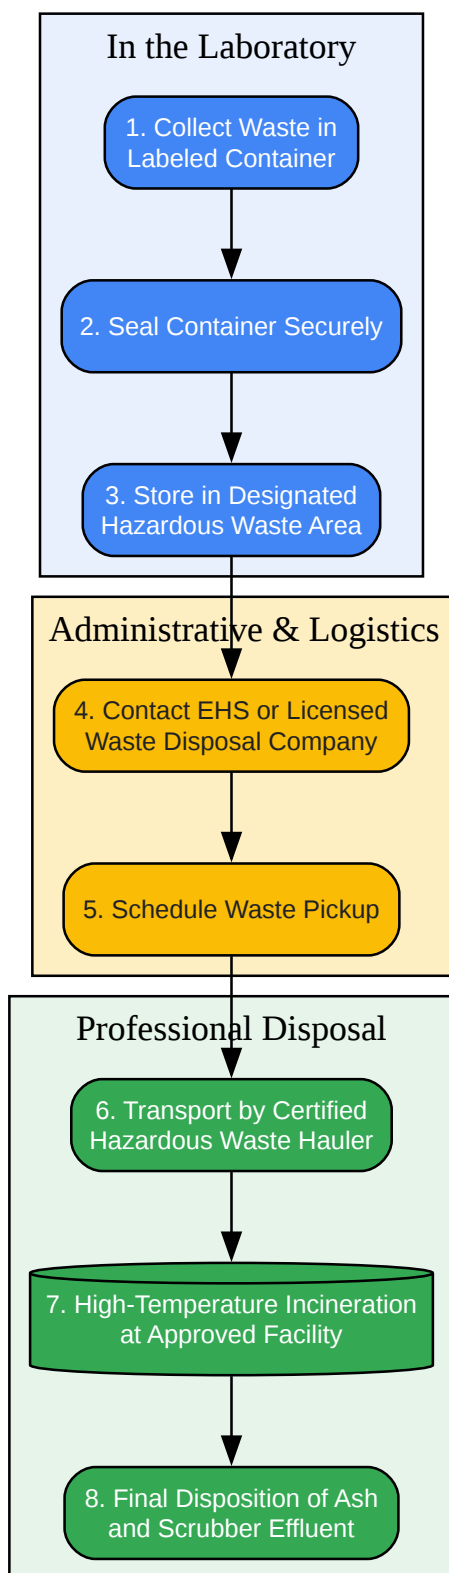 In the Laboratory
1. Collect Waste in
Labeled Container
2. Seal Container Securely
3. Store in Designated
Hazardous Waste Area
Administrative & Logistics
4. Contact EHS or Licensed
Waste Disposal Company
5. Schedule Waste Pickup
Professional Disposal
6. Transport by Certified
Hazardous Waste Hauler
7. High-Temperature Incineration
at Approved Facility
8. Final Disposition of Ash
and Scrubber Effluent